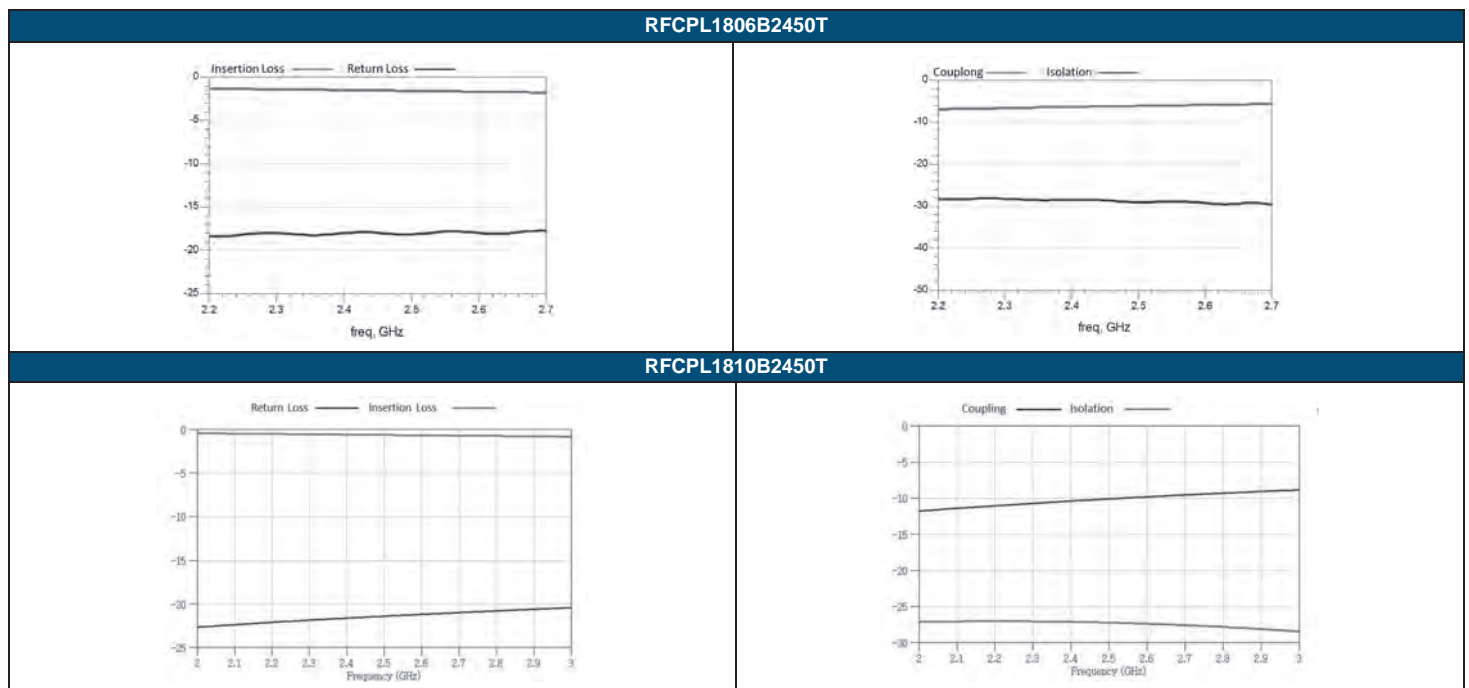 RFCPL1806B2450T
Insertion Loss Return Loss
0
-5
-10
-15
-20
-25
2.2 2.3 2.4 2.5 2.6 2.7
freq, GHz
Couplong Isolation
0
-10
-20
-30
-40
-50
2.2 2.3 2.4 2.5 2.6 2.7
freq, GHz
RFCPL1810B2450T
Return Loss Insertion Loss
0
-5
-10
-15
-20
-25
2 2.1 2.2 2.3 2.4 2.5 2.6 2.7 2.8 2.9 3
Frequency (GHz)
Coupling Isolation
0
-5
-10
-15
-20
-25
-30
2 2.1 2.2 2.3 2.4 2.5 2.6 2.7 2.8 2.9 3
Frequency (GHz)